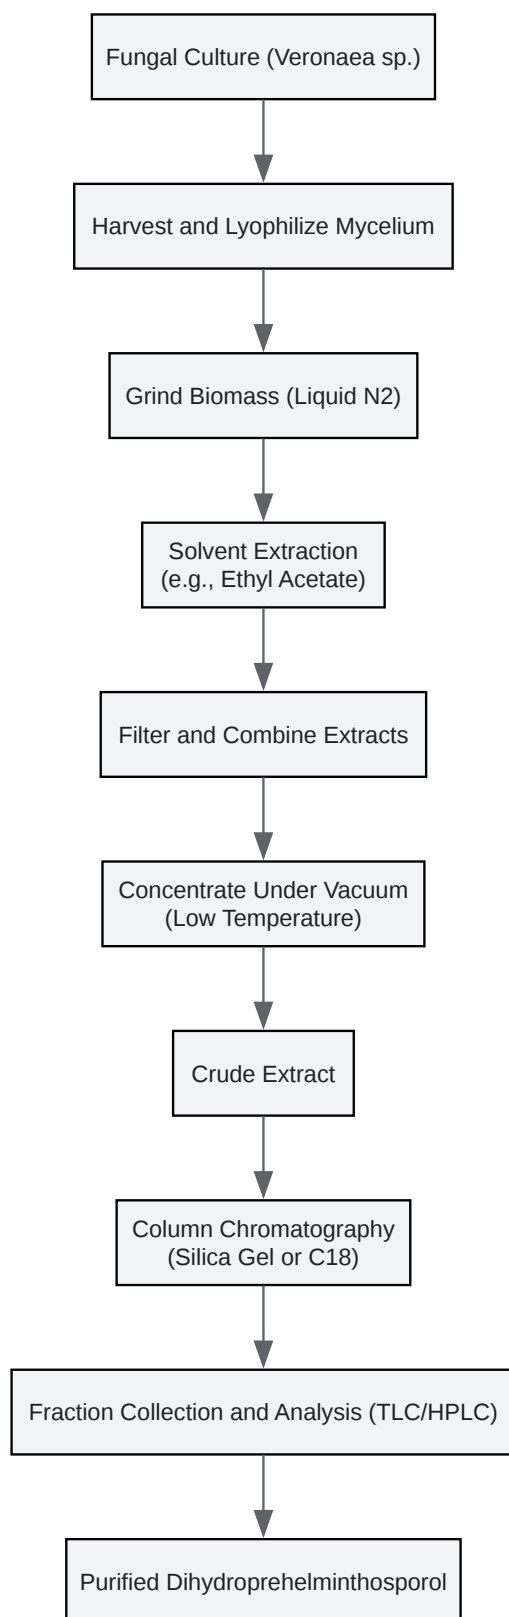 Fungal Culture (Veronaea sp.)
Harvest and Lyophilize Mycelium
Grind Biomass (Liquid N2)
Solvent Extraction
(e.g., Ethyl Acetate)
Filter and Combine Extracts
Concentrate Under Vacuum
(Low Temperature)
Crude Extract
Column Chromatography
(Silica Gel or C18)
Fraction Collection and Analysis (TLC/HPLC)
Purified Dihydroprehelminthosporol